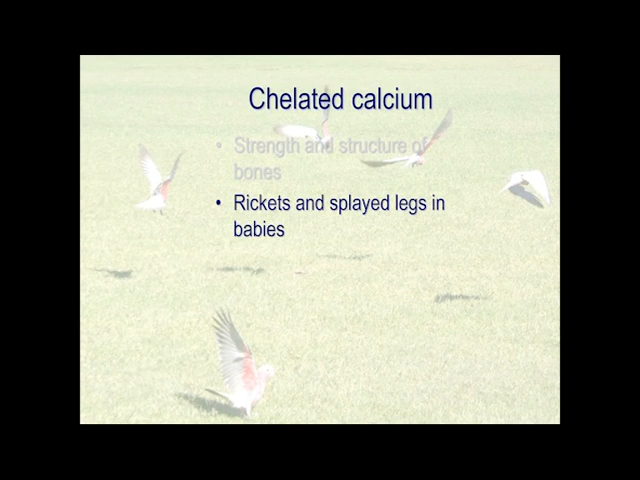 Chelated calcium
• Strength and structure of
bones
• Rickets and splayed legs in
babies